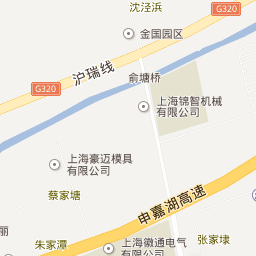 沈泾浜
金国园区
G320
沪瑞线
俞塘桥
G320
上海锦智机械
有限公司
上海豪迈模具
有限公司
蔡家塘
申嘉湖高速
丽
朱家潭
张家埭
上海徽通电气
有限公司